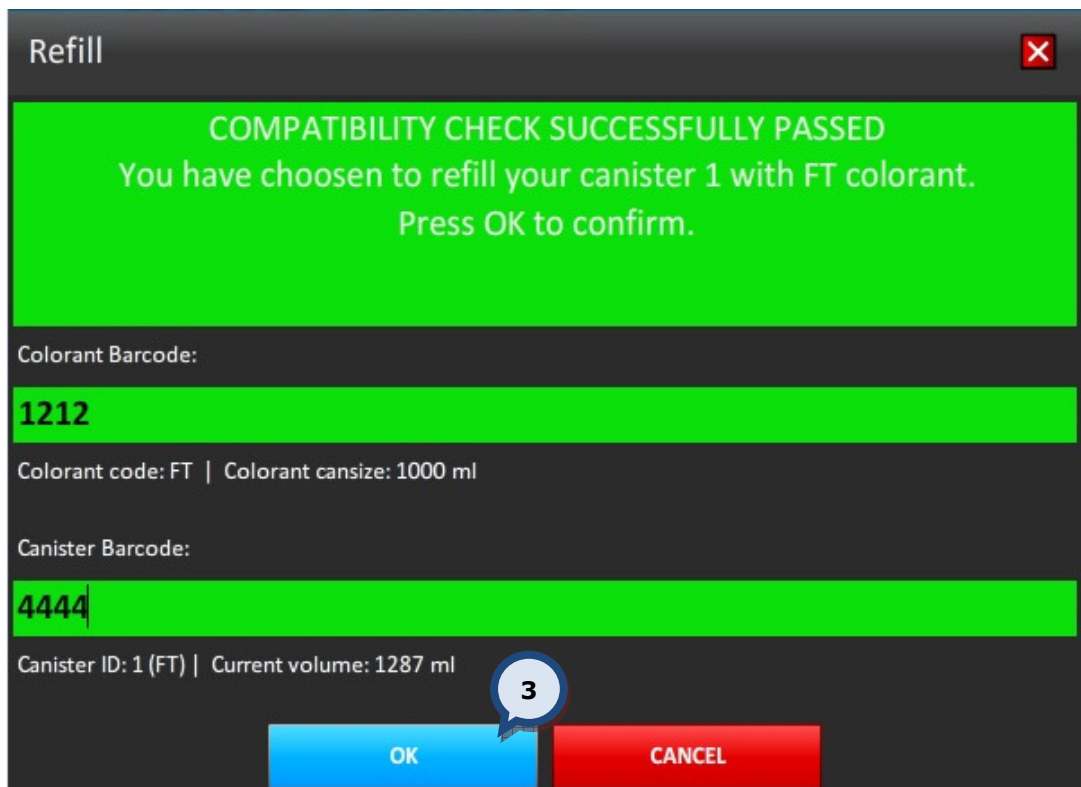 Refill
COMPATIBILITY CHECK SUCCESSFULLY PASSED
You have choosen to refill your canister 1 with FT colorant.
Press OK to confirm.
Colorant Barcode:
1212
Colorant code: FT | Colorant cansize: 1000 ml
Canister Barcode:
4444
Canister ID: 1 (FT) | Current volume: 1287 ml
3
OK
CANCEL